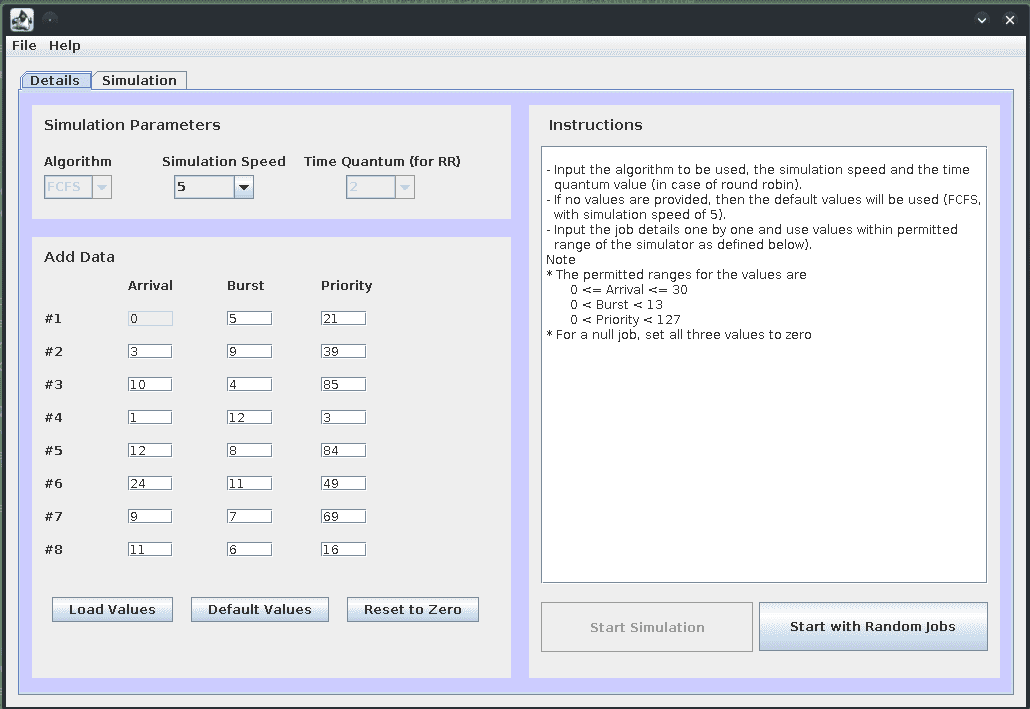 File Help
Details Simulation
Simulation Parameters
Algorithm Simulation Speed Time Quantum (for RR)
FCFS 5 2
Add Data
Arrival Burst Priority
#1 0 5 21
#2 3 9 39
#3 10 4 85
#4 1 12 3
#5 12 8 84
#6 24 11 49
#7 9 7 69
#8 11 6 16
Load Values Default Values Reset to Zero
Instructions
- Input the algorithm to be used, the simulation speed and the time
quantum value (in case of round robin).
- If no values are provided, then the default values will be used (FCFS,
with simulation speed of 5).
- Input the job details one by one and use values within permitted
range of the simulator as defined below).
Note
* The permitted ranges for the values are
0 <= Arrival <= 30
0 < Burst < 13
0 < Priority < 127
* For a null job, set all three values to zero
Start Simulation Start with Random Jobs